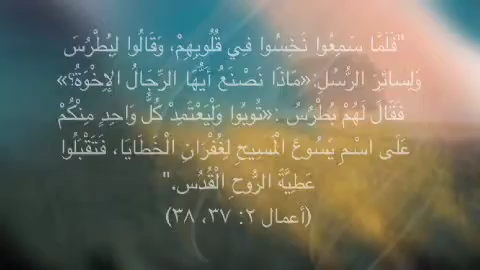 "فَلَمَّا سَمِعُوا نُخِسُوا فِي قُلُوبِهِمْ، وَقَالُوا لِبُطْرُسَ
وَلِسَائِرَ الرُّسُلِ:«مَاذَا نَصْنَعُ أَيُّهَا الرِّجَالُ الإِخْوَةُ؟»
فَقَالَ لَهُمْ بُطْرُسُ :«تُوبُوا وَلْيَعْتَمِدْ كُلُّ وَاحِدٍ مِنْكُمْ
عَلَى اسْمِ يَسُوعَ الْمَسِيحِ لِغُفْرَانِ الْخَطَايَا، فَتَقْبَلُوا
عَطِيَّةَ الرُّوحِ الْقُدُسِ."
(أعمال ٢: ٣٧، ٣٨)